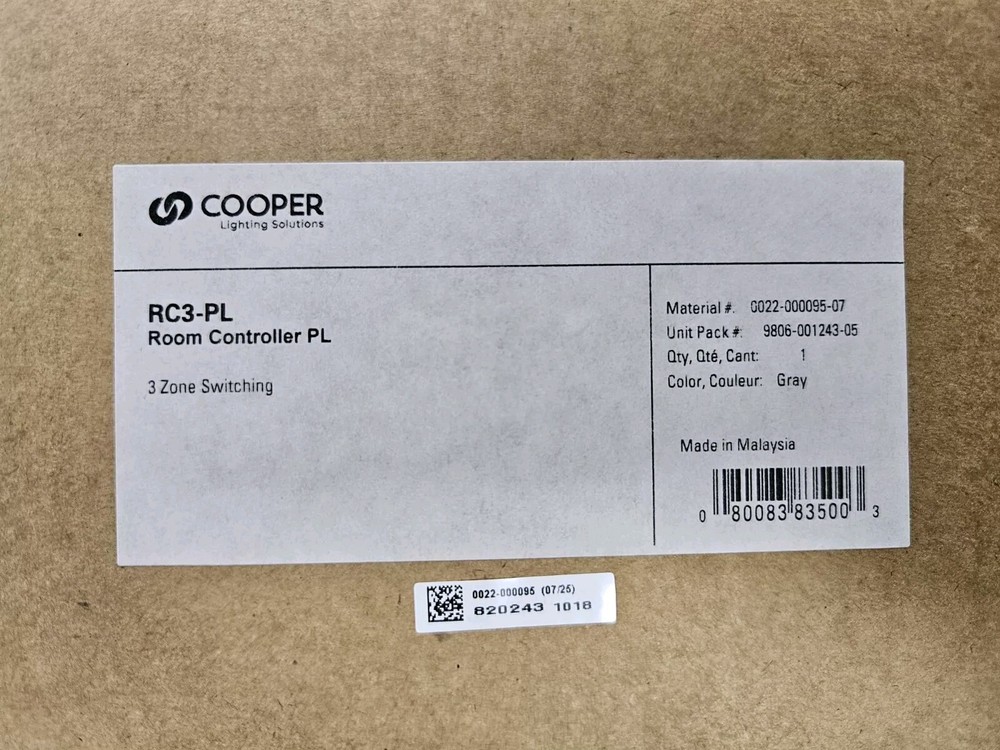 COOPER
Lighting Solutions
RC3-PL
Room Controller PL
3 Zone Switching
Material #: 0022-000095-07
Unit Pack #: 9806-001243-05
Qty, Qté, Cant: 1
Color, Couleur: Gray
Made in Malaysia
0 80083 83500 3
0022-000095 (07/25)
820243 1018